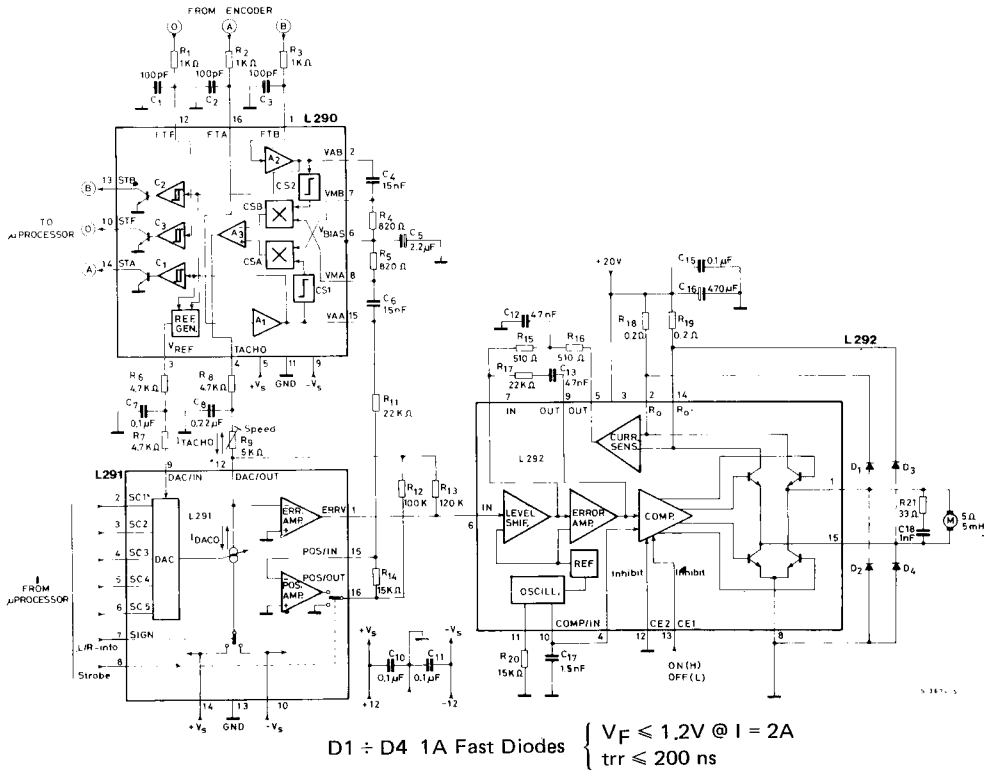 FROM ENCODER
O A B
R1 1KΩ
R2 1KΩ
R3 1KΩ
100pF 100pF 100pF
C1 C2 C3
12 16 1
L290
FTF FTA FTB
A2
VAB 2
C4 15nF
CS2
13 STB C2
B
VMB 7
CSB
R4 820Ω
TO µPROCESSOR
10 STF C3
O
A3
VBIAS 6
C5 2.2µF
CSA
R5 820Ω
14 STA C1
A
VMA 8
CS1
C6 15nF
REF. GEN.
A1
VAA 15
VREF TACHO
3 4 5 11 9
+Vs GND -Vs
R6 4.7KΩ
R8 4.7KΩ
C7 0,1µF
C8 0,22µF
R7 4.7KΩ
Speed
ITACHO
R9 5KΩ
R11 22KΩ
R12 100K
R13 120K
L291
9 12
DAC/IN DAC/OUT
2 SC1
3 SC2
4 SC3
5 SC4
6 SC5
DAC
L291
IDACO
ERR. AMP.
ERRV 1
POS/IN 15
POS/OUT 16
POS. AMP.
R14 15KΩ
FROM µPROCESSOR
7 SIGN
L/R-info
8
Strobe
14 13 10
+Vs GND -Vs
+Vs -Vs
C10 0,1µF
C11 0,1µF
+12 -12
+20V
C15 0.1µF
C16 470µF
R18 0.2Ω
R19 0.2Ω
L292
C12 47nF
R15 510Ω
R16 510Ω
R17 22KΩ
C13 47nF
7 9 5 3 2 14
IN OUT OUT Ro Ro'
CURR. SENS.
L292
6 IN
LEVEL SHIF.
ERROR AMP.
COMP.
REF
OSCILL.
Inhibit Inhibit
COMP/IN CE2 CE1
11 10 4 12 13 8
1
15
D1 D3
D2 D4
R21 33Ω
C18 1nF
M
5Ω
5mH
R20 15KΩ
C17 1.5nF
ON(H)
OFF(L)
D1 ÷ D4 1A Fast Diodes { VF ⩽ 1.2V @ I = 2A
trr ⩽ 200 ns